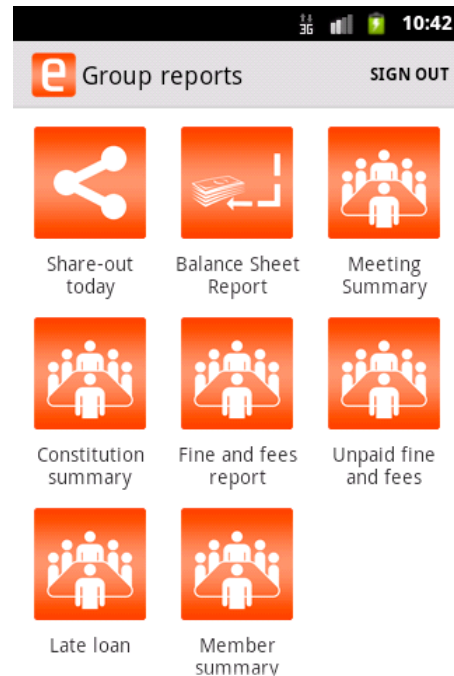 3G 10:42
e Group reports SIGN OUT
Share-out today
Balance Sheet Report
Meeting Summary
Constitution summary
Fine and fees report
Unpaid fine and fees
Late loan
Member summary